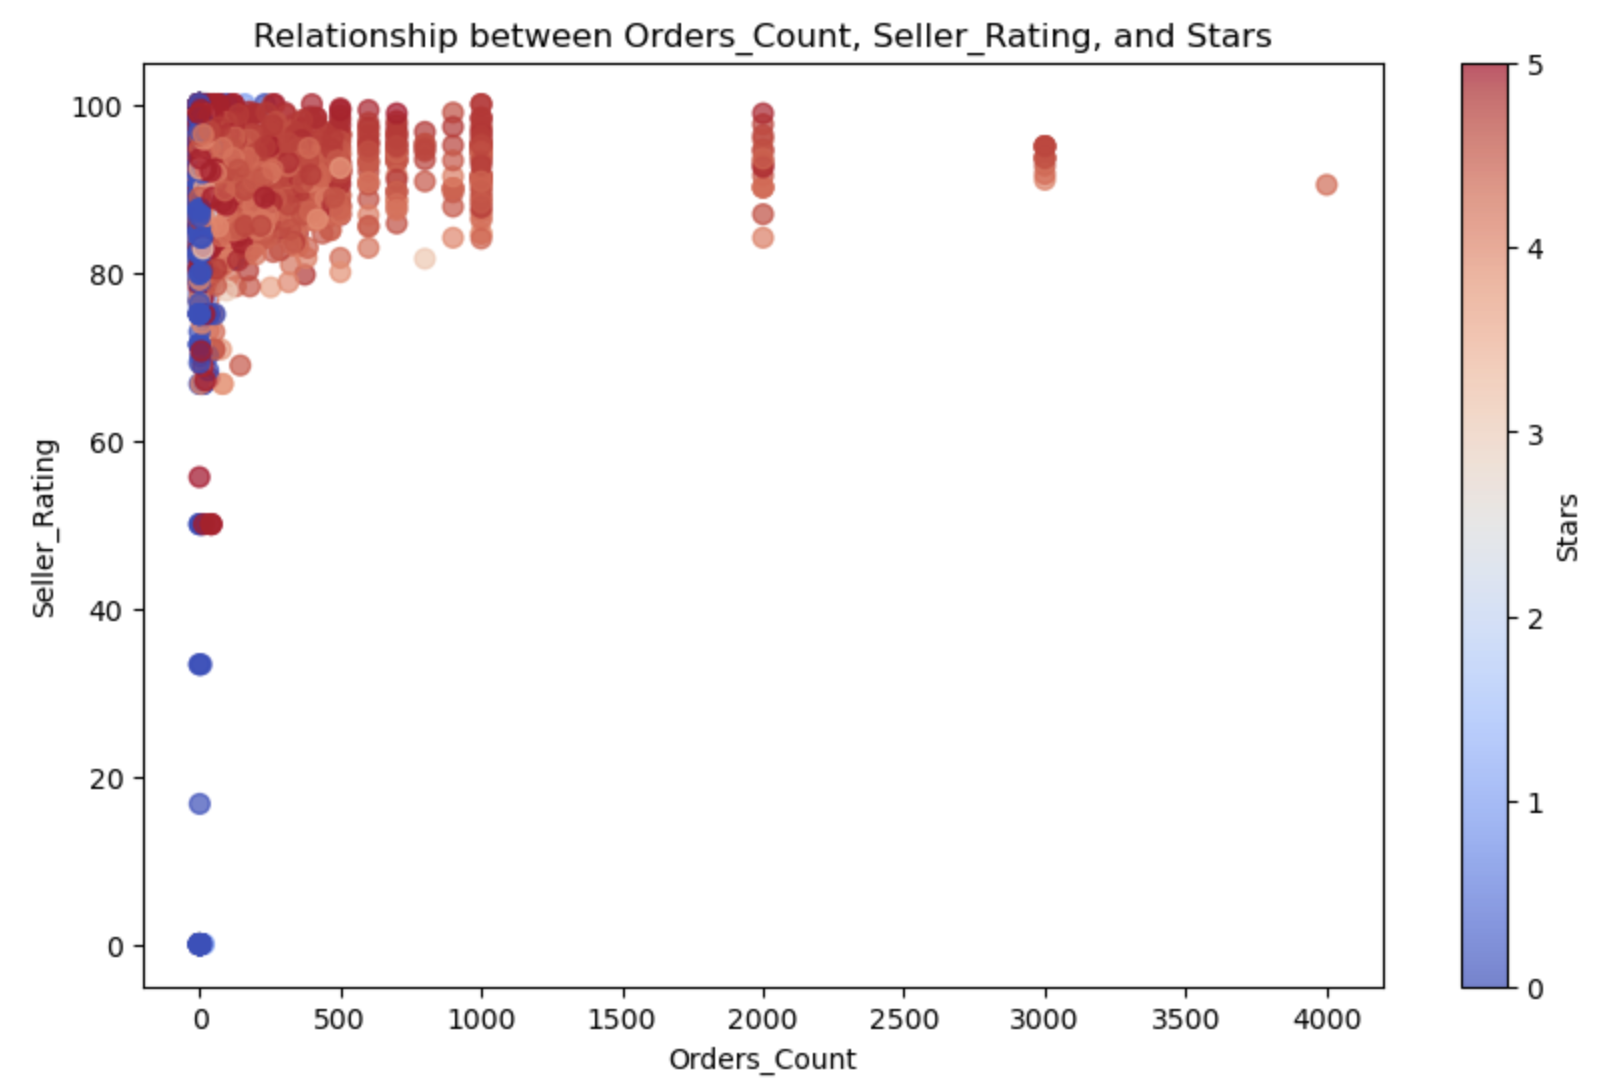 Relationship between Orders_Count, Seller_Rating, and Stars
100
80
60
40
20
0
Seller_Rating
0 500 1000 1500 2000 2500 3000 3500 4000
Orders_Count
5
4
3
2
1
0
Stars